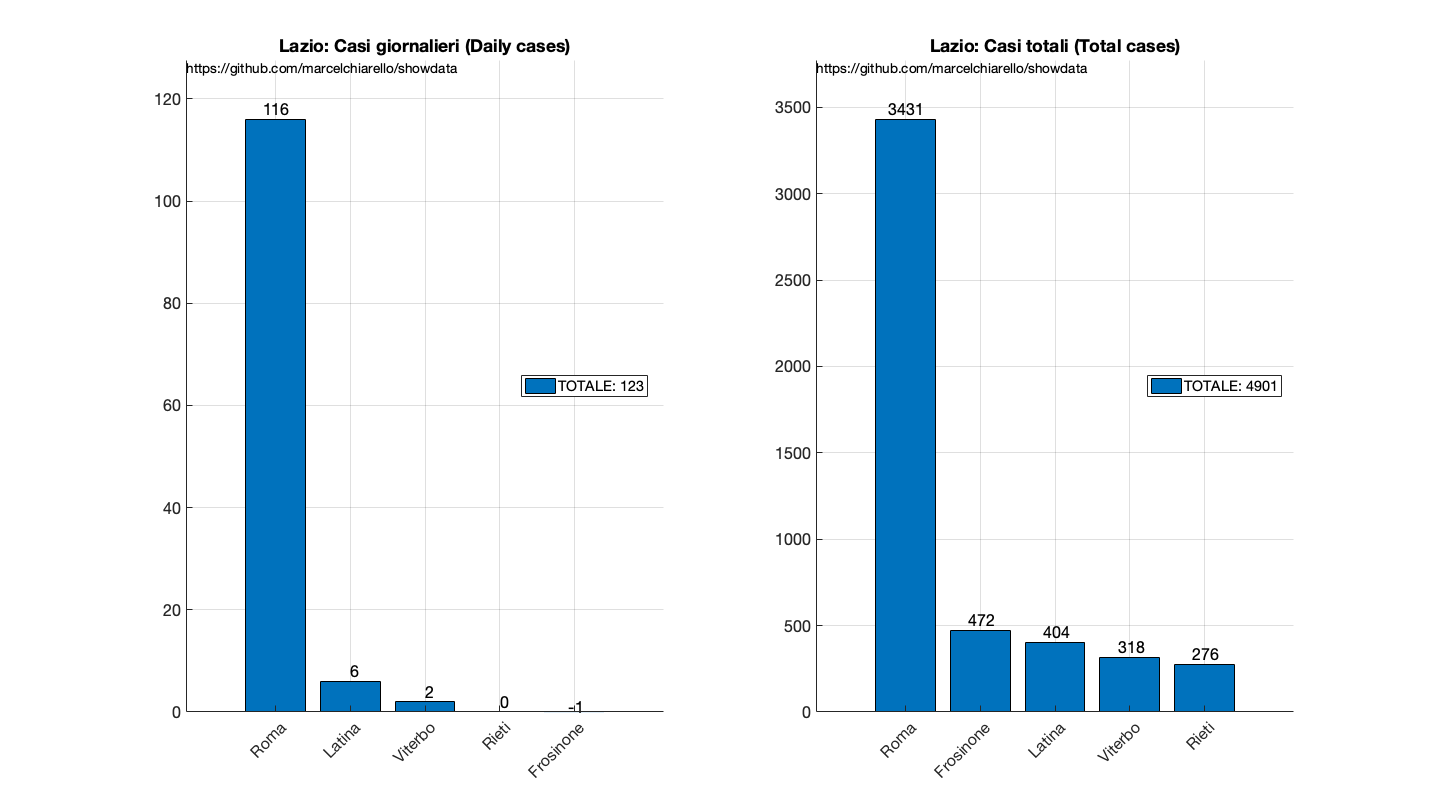 Lazio: Casi giornalieri (Daily cases)
https://github.com/marcelchiarello/showdata
120
100
80
60
40
20
0
116
6
2
0
-1
TOTALE: 123
Roma
Latina
Viterbo
Rieti
Frosinone
Lazio: Casi totali (Total cases)
https://github.com/marcelchiarello/showdata
3500
3000
2500
2000
1500
1000
500
0
3431
472
404
318
276
TOTALE: 4901
Roma
Frosinone
Latina
Viterbo
Rieti